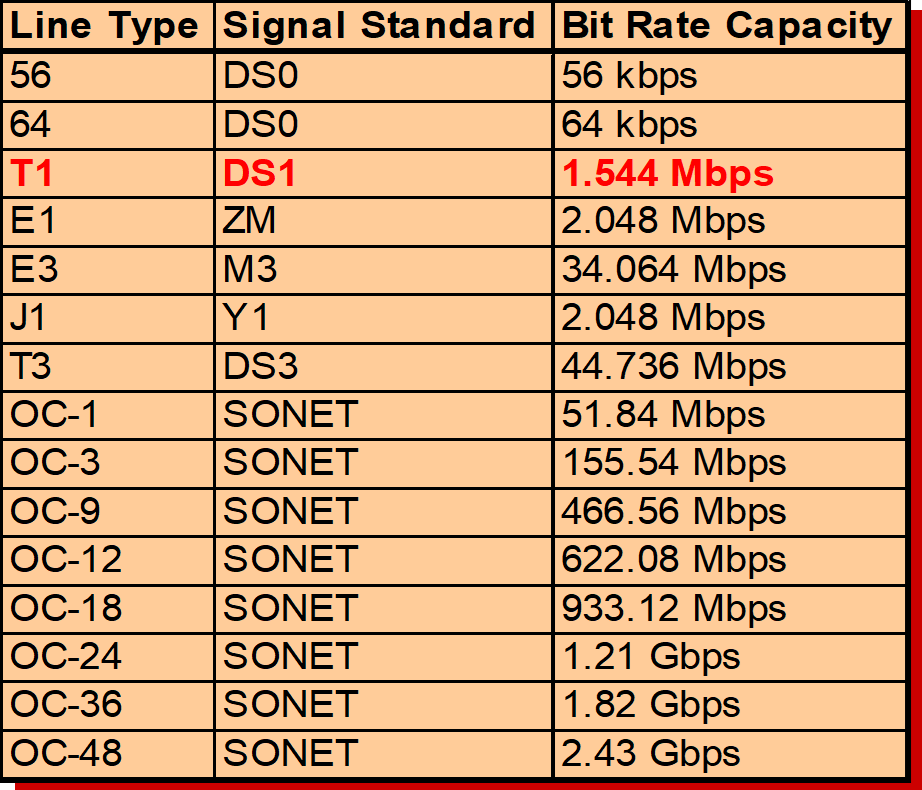 Line Type Signal Standard Bit Rate Capacity
56 DS0 56 kbps
64 DS0 64 kbps
T1 DS1 1.544 Mbps
E1 ZM 2.048 Mbps
E3 M3 34.064 Mbps
J1 Y1 2.048 Mbps
T3 DS3 44.736 Mbps
OC-1 SONET 51.84 Mbps
OC-3 SONET 155.54 Mbps
OC-9 SONET 466.56 Mbps
OC-12 SONET 622.08 Mbps
OC-18 SONET 933.12 Mbps
OC-24 SONET 1.21 Gbps
OC-36 SONET 1.82 Gbps
OC-48 SONET 2.43 Gbps